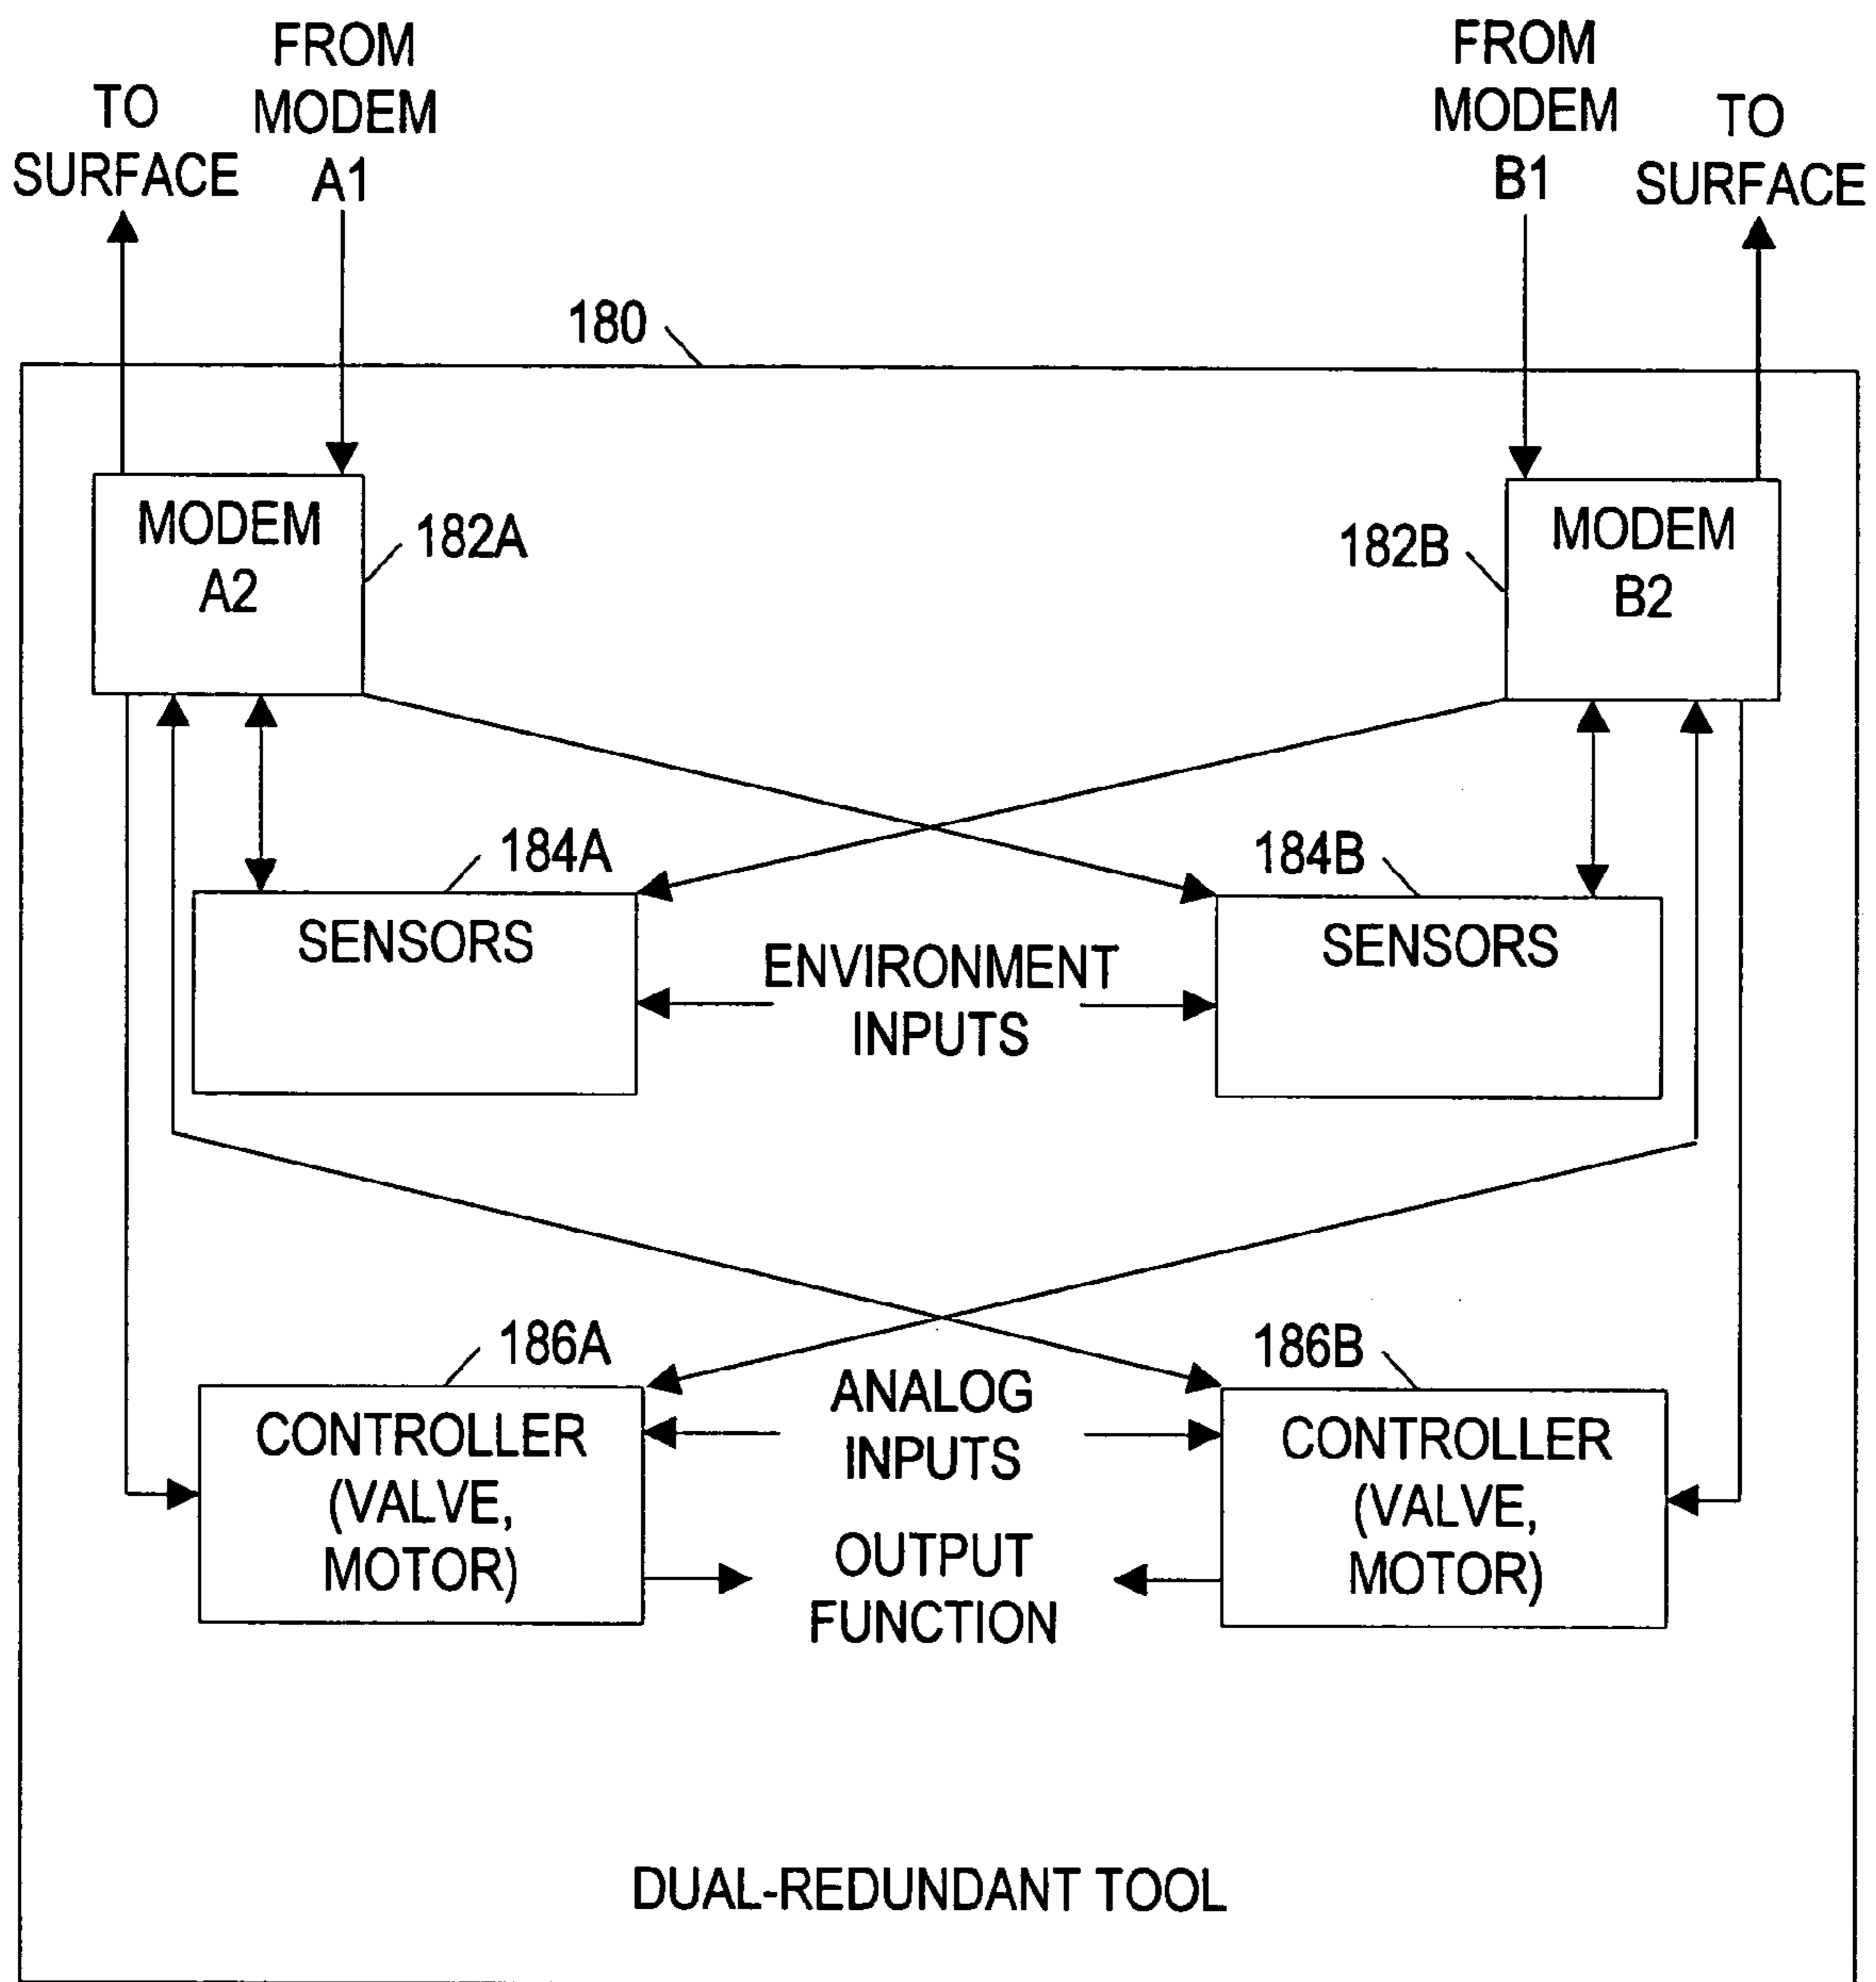 FROM
MODEM
A1
TO
SURFACE
FROM
MODEM
B1
TO
SURFACE
180
MODEM
A2
182A
182B
MODEM
B2
184A
184B
SENSORS
ENVIRONMENT
INPUTS
SENSORS
186A
186B
CONTROLLER
(VALVE,
MOTOR)
ANALOG
INPUTS
OUTPUT
FUNCTION
CONTROLLER
(VALVE,
MOTOR)
DUAL-REDUNDANT TOOL